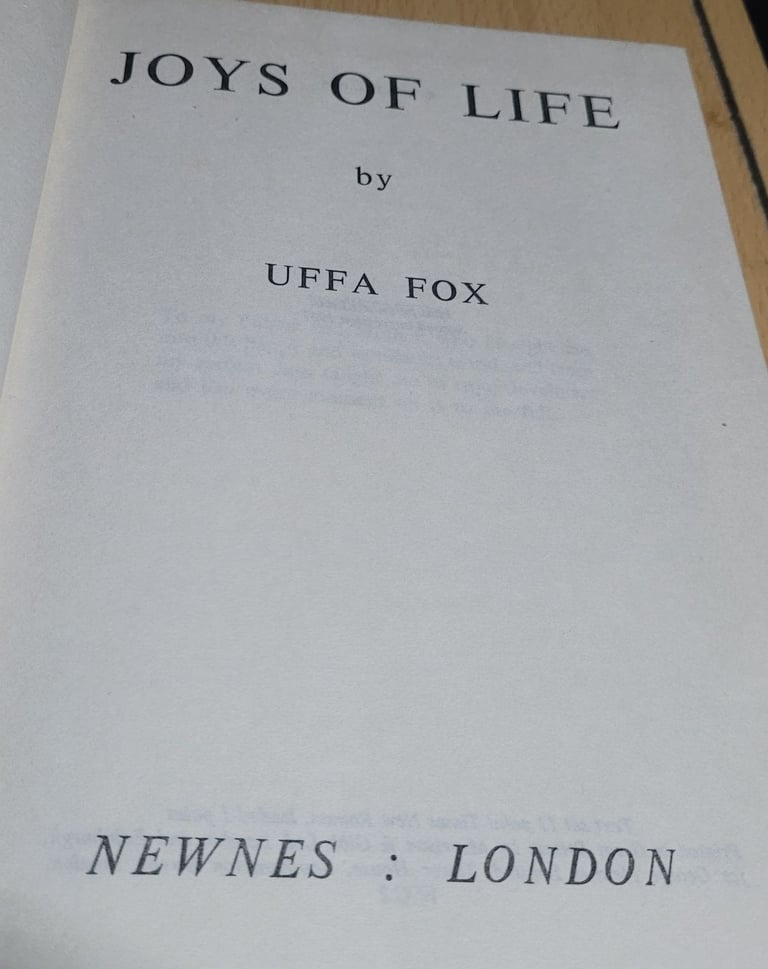 JOYS OF LIFE
by
UFFA FOX
NEWNES : LONDON